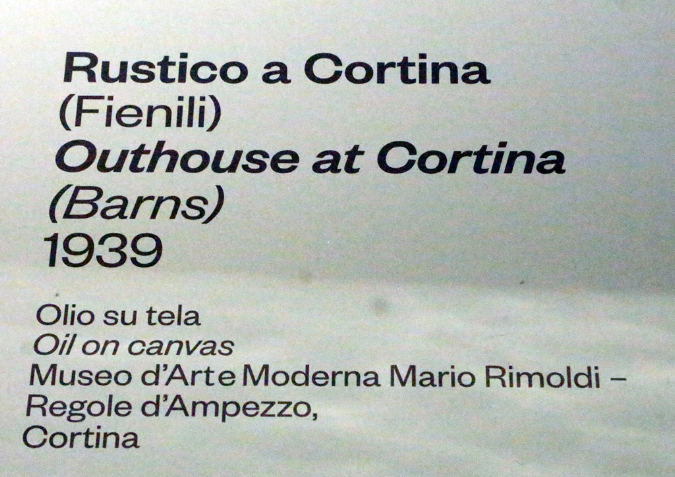 Rustico a Cortina
(Fienili)
Outhouse at Cortina
(Barns)
1939
Olio su tela
Oil on canvas
Museo d'Arte Moderna Mario Rimoldi –
Regole d'Ampezzo,
Cortina